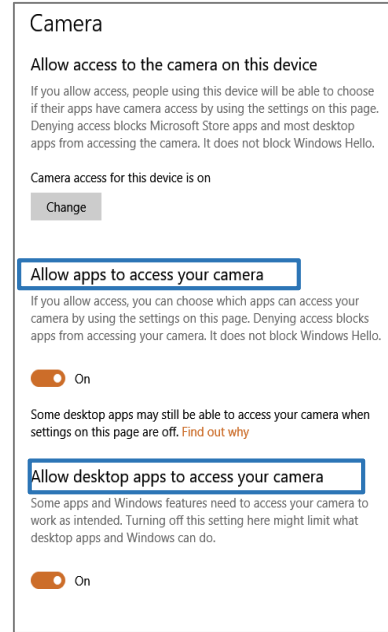 Camera
Allow access to the camera on this device
If you allow access, people using this device will be able to choose
if their apps have camera access by using the settings on this page.
Denying access blocks Microsoft Store apps and most desktop
apps from accessing the camera. It does not block Windows Hello.
Camera access for this device is on
Change
Allow apps to access your camera
If you allow access, you can choose which apps can access your
camera by using the settings on this page. Denying access blocks
apps from accessing your camera. It does not block Windows Hello.
On
Some desktop apps may still be able to access your camera when
settings on this page are off. Find out why
Allow desktop apps to access your camera
Some apps and Windows features need to access your camera to
work as intended. Turning off this setting here might limit what
desktop apps and Windows can do.
On